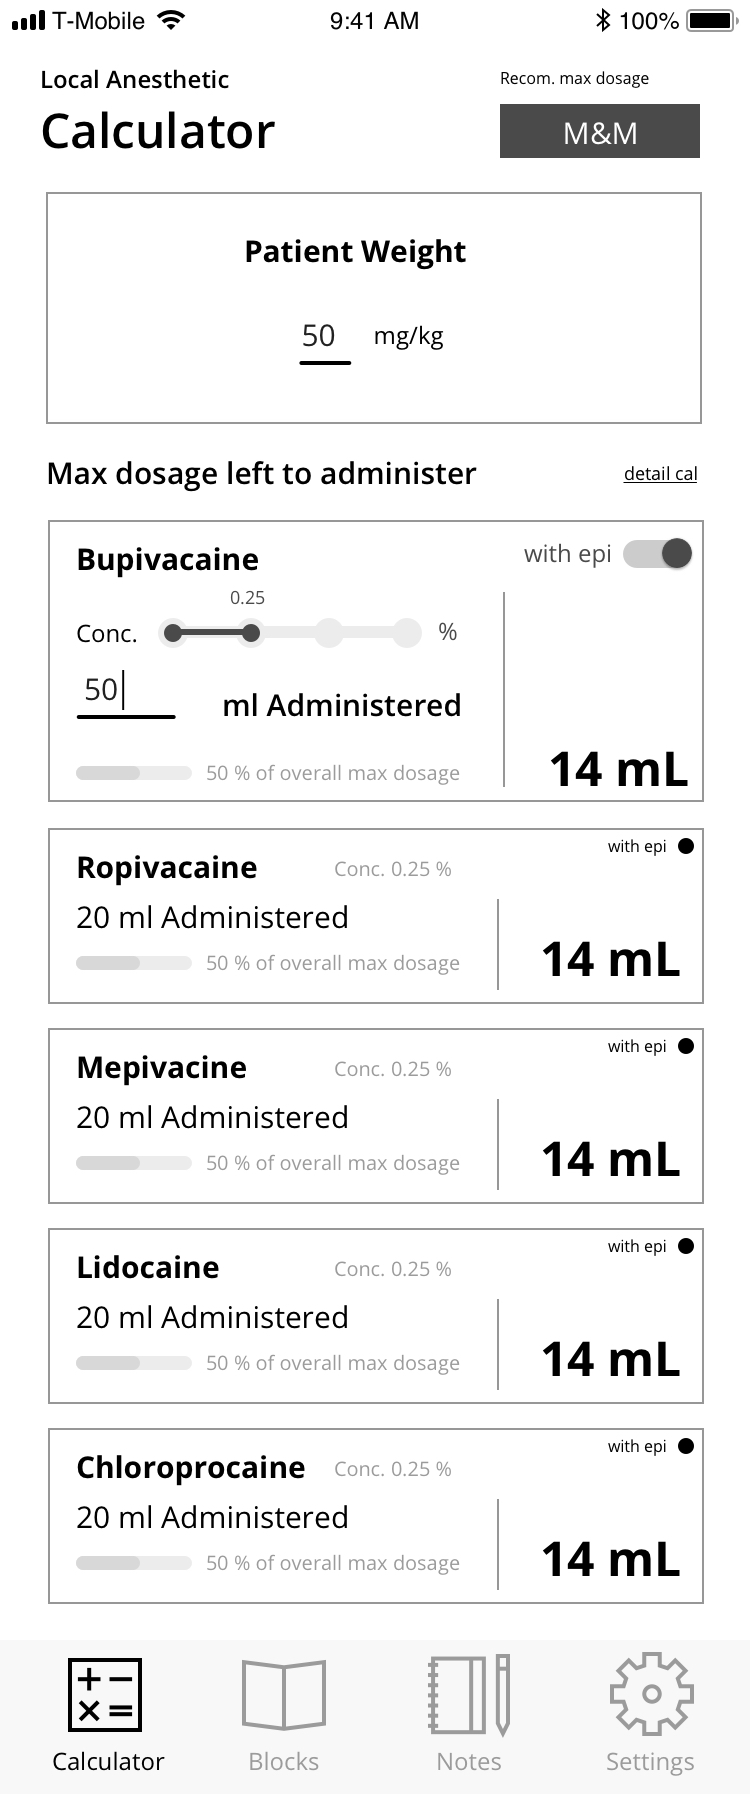 T-Mobile 9:41 AM 100%
Local Anesthetic
Recom. max dosage
Calculator
M&M
Patient Weight
50 mg/kg
Max dosage left to administer
detail cal
Bupivacaine
with epi
0.25
Conc. %
50
ml Administered
50 % of overall max dosage
14 mL
with epi
Ropivacaine
Conc. 0.25 %
20 ml Administered
50 % of overall max dosage
14 mL
with epi
Mepivacine
Conc. 0.25 %
20 ml Administered
50 % of overall max dosage
14 mL
with epi
Lidocaine
Conc. 0.25 %
20 ml Administered
50 % of overall max dosage
14 mL
with epi
Chloroprocaine
Conc. 0.25 %
20 ml Administered
50 % of overall max dosage
14 mL
Calculator
Blocks
Notes
Settings